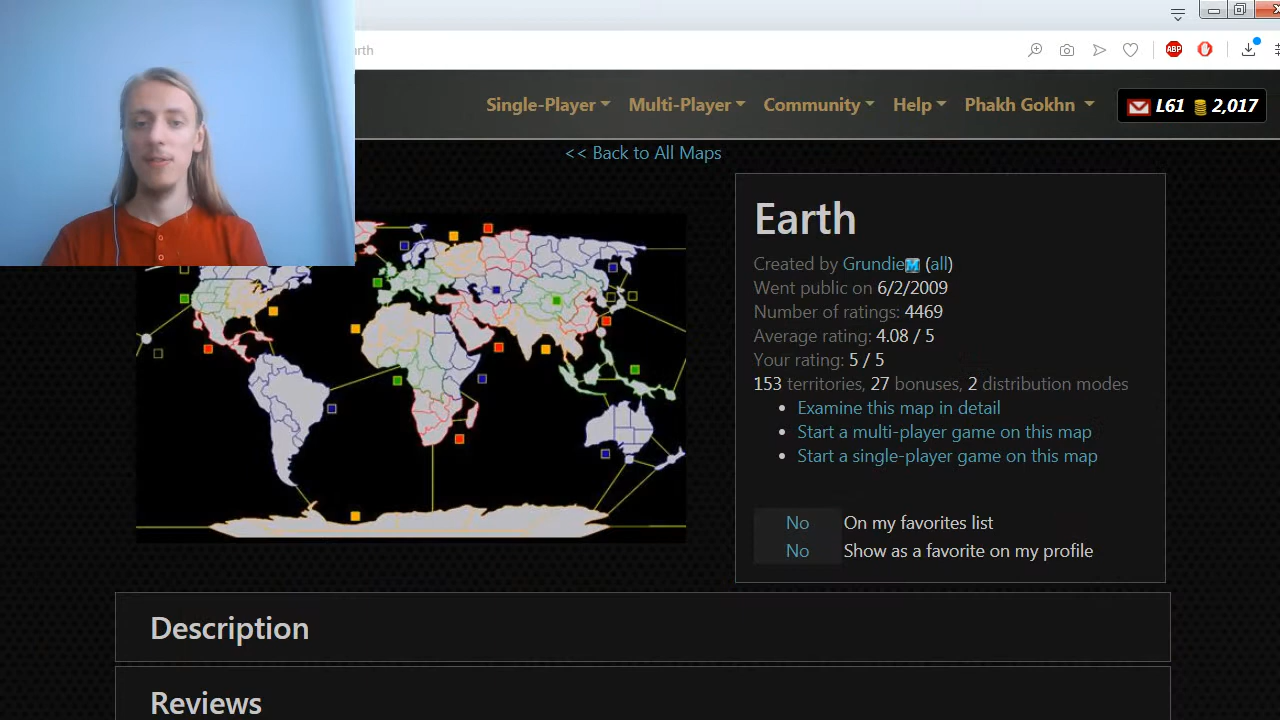 rth
ABP
Single-Player Multi-Player Community Help Phakh Gokhn L61 2,017
<< Back to All Maps
Earth
Created by Grundie M (all)
Went public on 6/2/2009
Number of ratings: 4469
Average rating: 4.08 / 5
Your rating: 5 / 5
153 territories, 27 bonuses, 2 distribution modes
• Examine this map in detail
• Start a multi-player game on this map
• Start a single-player game on this map
No On my favorites list
No Show as a favorite on my profile
Description
Reviews